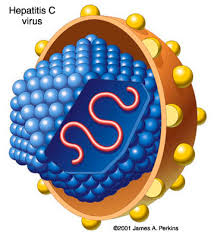 Hepatitis C
virus
©2001 James A. Perkins